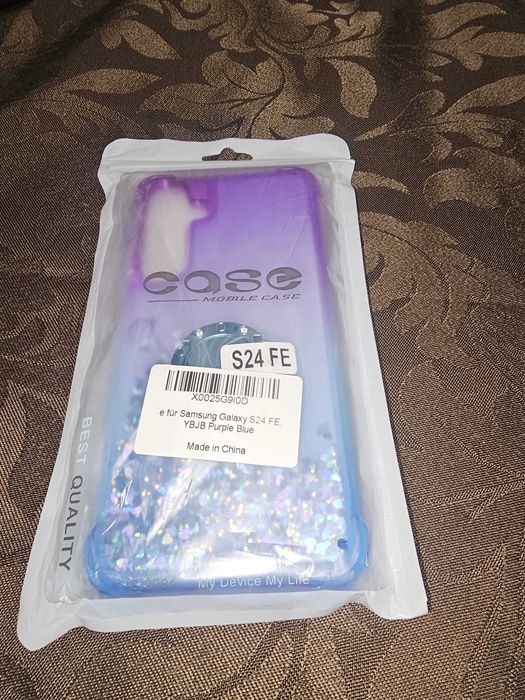 case
MOBILE CASE
S24 FE
X0025G9I0D
e für Samsung Galaxy S24 FE,
YBJB Purple Blue
Made in China
BEST QUALITY
My Device My Life